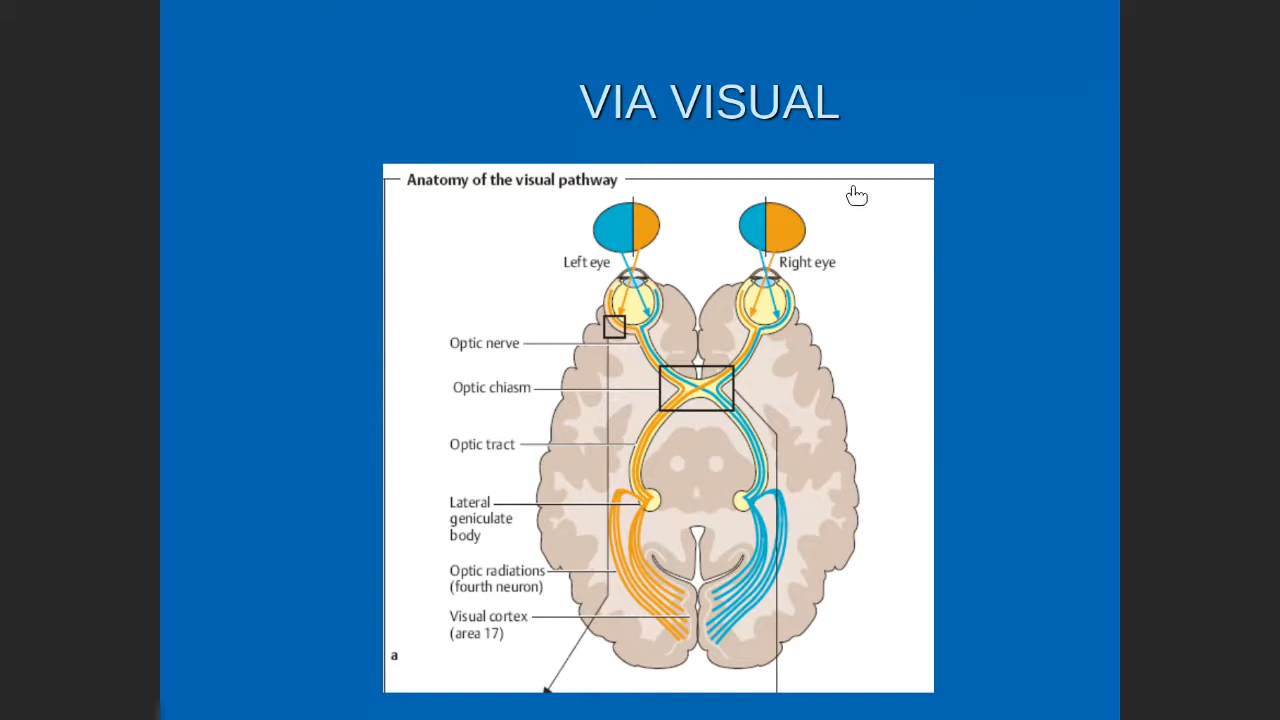 VIA VISUAL
Anatomy of the visual pathway
Left eye
Right eye
Optic nerve
Optic chiasm
Optic tract
Lateral
geniculate
body
Optic radiations
(fourth neuron)
Visual cortex
(area 17)
a